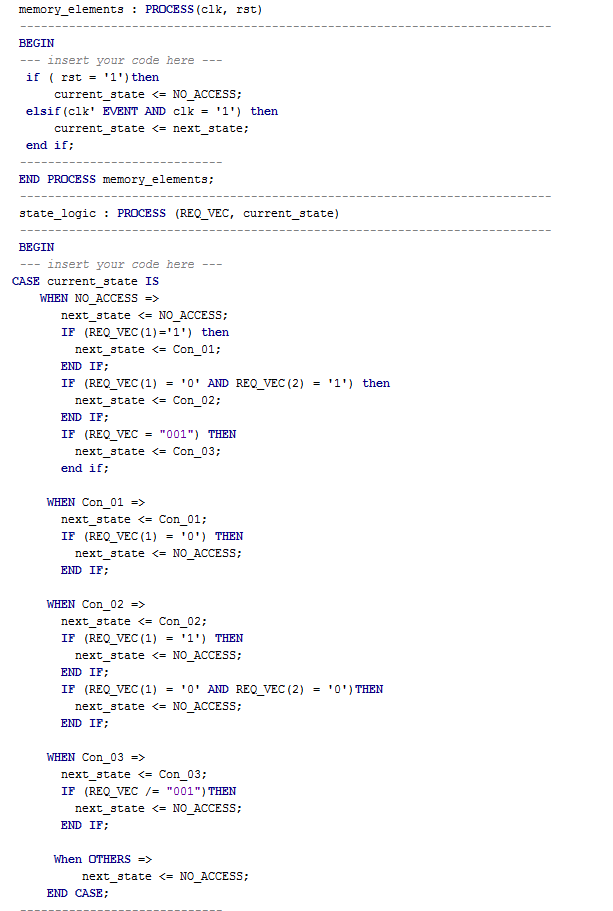 memory_elements : PROCESS(clk, rst)
----------------------------------------------------------------------------
BEGIN
--- insert your code here ---
if ( rst = '1')then
current_state <= NO_ACCESS;
elsif(clk' EVENT AND clk = '1') then
current_state <= next_state;
end if;
-----------------------------
END PROCESS memory_elements;
----------------------------------------------------------------------------
state_logic : PROCESS (REQ_VEC, current_state)
----------------------------------------------------------------------------
BEGIN
--- insert your code here ---
CASE current_state IS
WHEN NO_ACCESS =>
next_state <= NO_ACCESS;
IF (REQ_VEC(1)='1') then
next_state <= Con_01;
END IF;
IF (REQ_VEC(1) = '0' AND REQ_VEC(2) = '1') then
next_state <= Con_02;
END IF;
IF (REQ_VEC = "001") THEN
next_state <= Con_03;
end if;
WHEN Con_01 =>
next_state <= Con_01;
IF (REQ_VEC(1) = '0') THEN
next_state <= NO_ACCESS;
END IF;
WHEN Con_02 =>
next_state <= Con_02;
IF (REQ_VEC(1) = '1') THEN
next_state <= NO_ACCESS;
END IF;
IF (REQ_VEC(1) = '0' AND REQ_VEC(2) = '0')THEN
next_state <= NO_ACCESS;
END IF;
WHEN Con_03 =>
next_state <= Con_03;
IF (REQ_VEC /= "001")THEN
next_state <= NO_ACCESS;
END IF;
When OTHERS =>
next_state <= NO_ACCESS;
END CASE;
-----------------------------